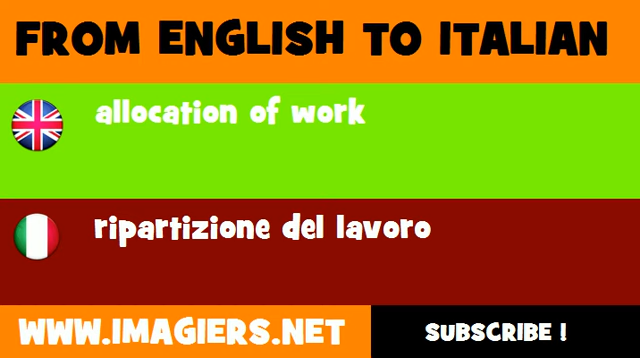 FROM ENGLISH TO ITALIAN
allocation of work
ripartizione del lavoro
WWW.IMAGIERS.NET
SUBSCRIBE !